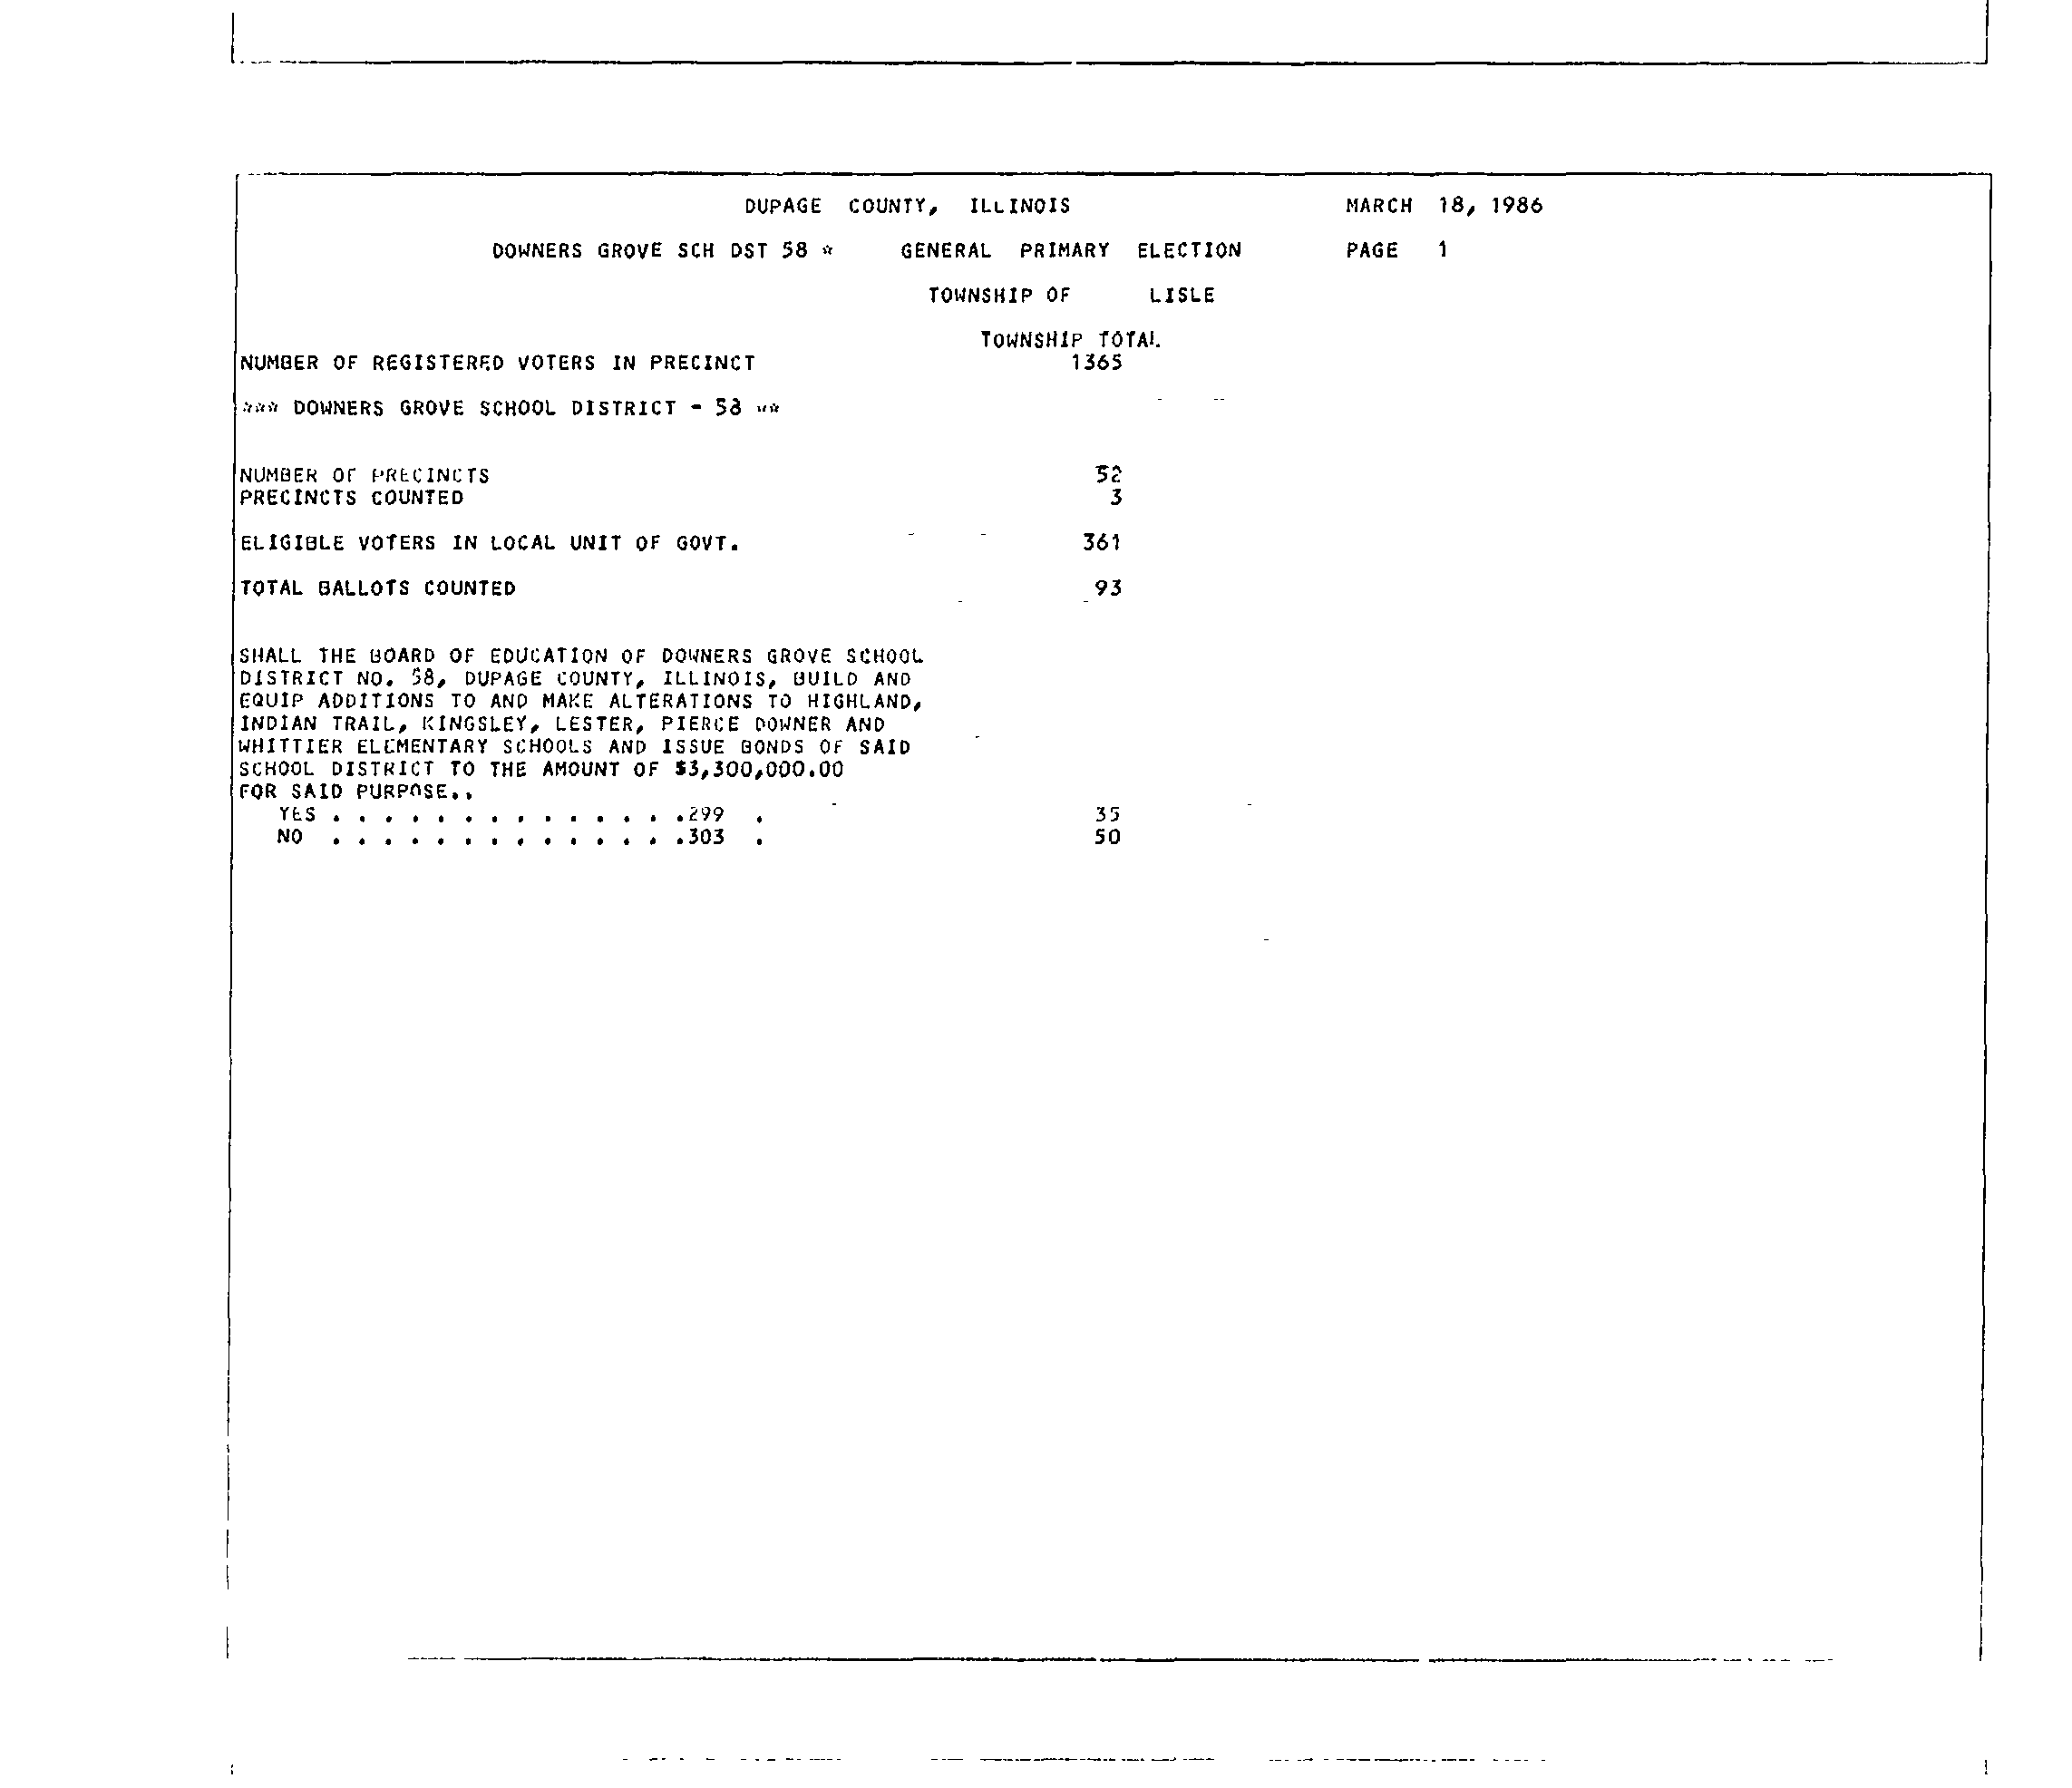 DUPAGE COUNTY, ILLINOIS MARCH 18, 1986
DOWNERS GROVE SCH DST 58 * GENERAL PRIMARY ELECTION PAGE 1
TOWNSHIP OF LISLE
TOWNSHIP TOTAL
NUMBER OF REGISTERED VOTERS IN PRECINCT 1365
*** DOWNERS GROVE SCHOOL DISTRICT - 58 **
NUMBER OF PRECINCTS 52
PRECINCTS COUNTED 3
ELIGIBLE VOTERS IN LOCAL UNIT OF GOVT. 361
TOTAL BALLOTS COUNTED 93
SHALL THE BOARD OF EDUCATION OF DOWNERS GROVE SCHOOL
DISTRICT NO. 58, DUPAGE COUNTY, ILLINOIS, BUILD AND
EQUIP ADDITIONS TO AND MAKE ALTERATIONS TO HIGHLAND,
INDIAN TRAIL, KINGSLEY, LESTER, PIERCE DOWNER AND
WHITTIER ELEMENTARY SCHOOLS AND ISSUE BONDS OF SAID
SCHOOL DISTRICT TO THE AMOUNT OF $3,300,000.00
FOR SAID PURPOSE..
YES . . . . . . . . . . . . . .299 . 35
NO . . . . . . . . . . . . . .303 . 50